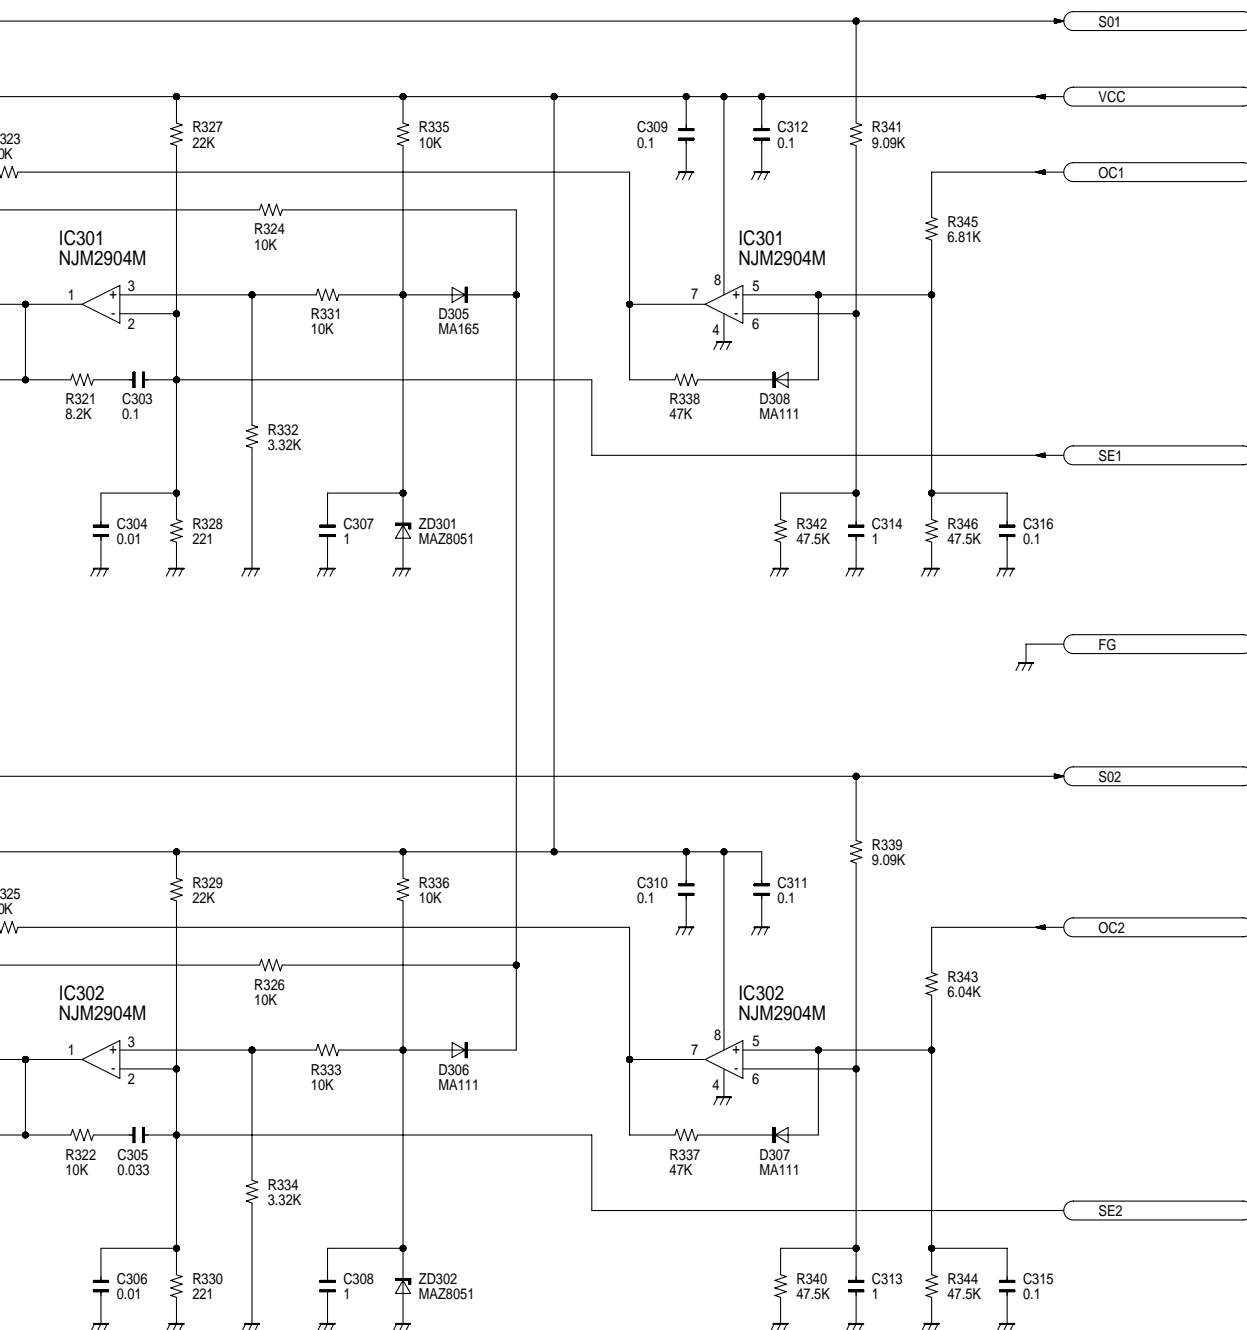 S01
VCC
R327
22K
R335
10K
C309
0.1
C312
0.1
R341
9.09K
OC1
R324
10K
R345
6.81K
IC301
NJM2904M
1
3
+
-
2
R331
10K
D305
MA165
IC301
NJM2904M
8
7
5
+
-
6
4
R321
8.2K
C303
0.1
R332
3.32K
R338
47K
D308
MA111
SE1
C304
0.01
R328
221
C307
1
ZD301
MAZ8051
R342
47.5K
C314
1
R346
47.5K
C316
0.1
FG
S02
R329
22K
R336
10K
C310
0.1
C311
0.1
R339
9.09K
OC2
R326
10K
R343
6.04K
IC302
NJM2904M
1
3
+
-
2
R333
10K
D306
MA111
IC302
NJM2904M
8
7
5
+
-
6
4
R322
10K
C305
0.033
R334
3.32K
R337
47K
D307
MA111
SE2
C306
0.01
R330
221
C308
1
ZD302
MAZ8051
R340
47.5K
C313
1
R344
47.5K
C315
0.1